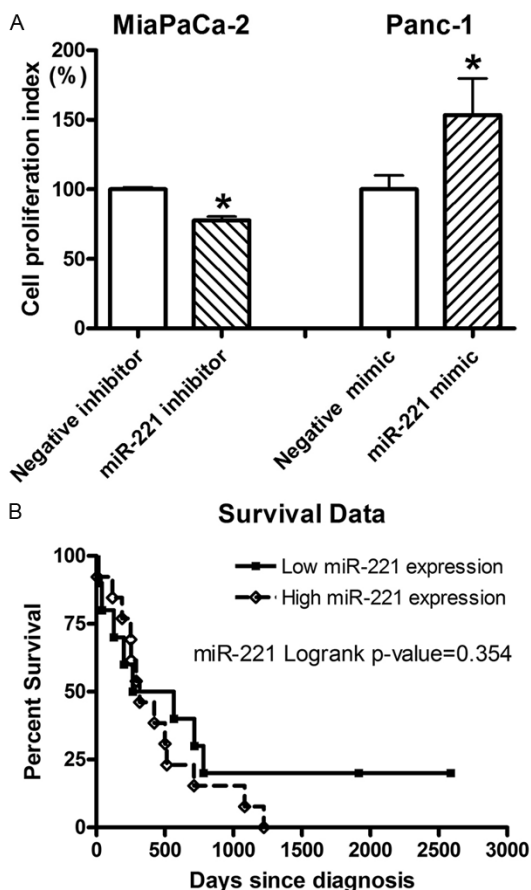 A
MiaPaCa-2
Panc-1
(%)
200
150
100
50
0
Cell proliferation index
*
*
Negative inhibitor
miR-221 inhibitor
Negative mimic
miR-221 mimic
B
Survival Data
100
75
50
25
0
Percent Survival
Low miR-221 expression
High miR-221 expression
miR-221 Logrank p-value=0.354
0 500 1000 1500 2000 2500 3000
Days since diagnosis